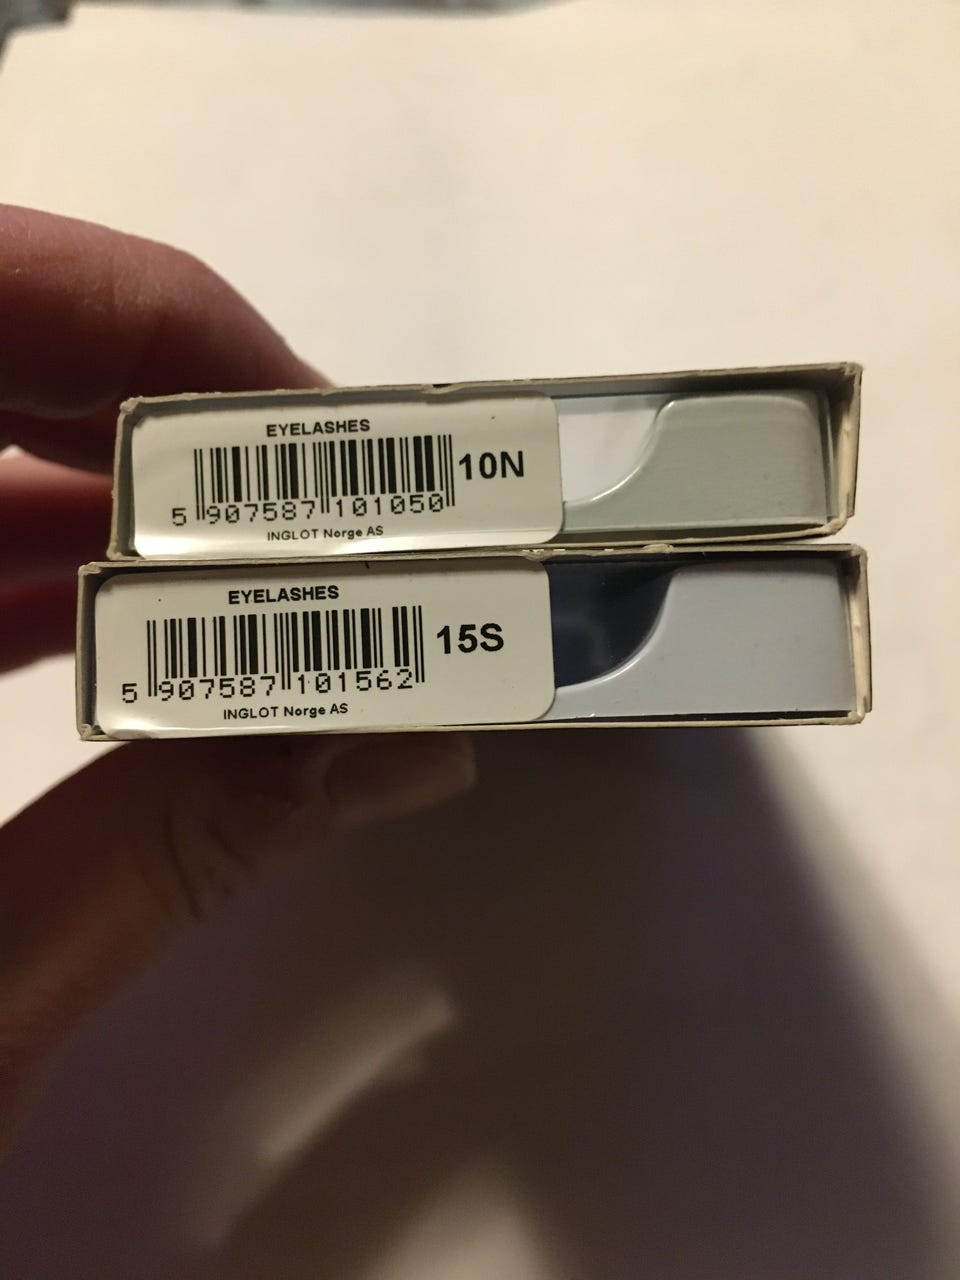 EYELASHES
10N
5 907587 101050
INGLOT Norge AS
EYELASHES
15S
5 907587 101562
INGLOT Norge AS